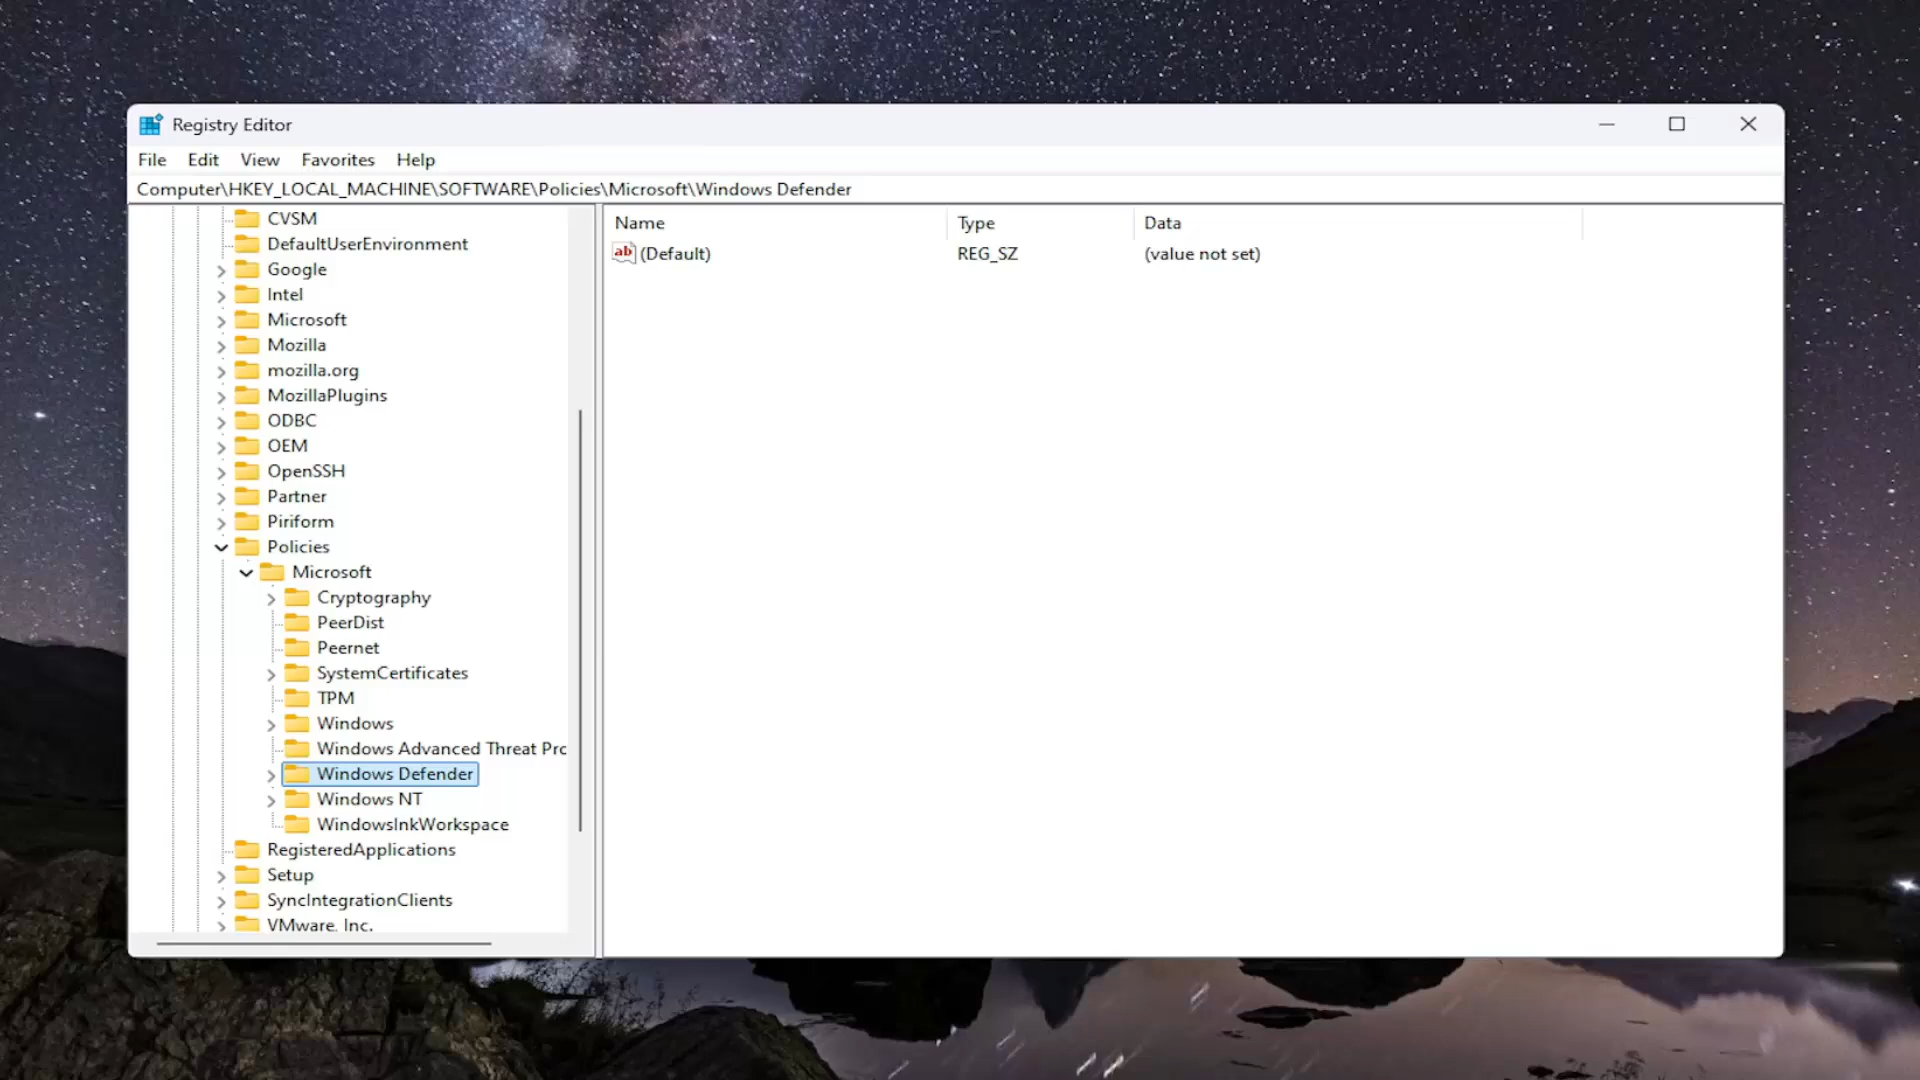 Registry Editor
File Edit View Favorites Help
Computer\HKEY_LOCAL_MACHINE\SOFTWARE\Policies\Microsoft\Windows Defender
CVSM
DefaultUserEnvironment
Google
Intel
Microsoft
Mozilla
mozilla.org
MozillaPlugins
ODBC
OEM
OpenSSH
Partner
Piriform
Policies
Microsoft
Cryptography
PeerDist
Peernet
SystemCertificates
TPM
Windows
Windows Advanced Threat Pro
Windows Defender
Windows NT
WindowsInkWorkspace
RegisteredApplications
Setup
SyncIntegrationClients
VMware, Inc.
Name Type Data
ab (Default) REG_SZ (value not set)